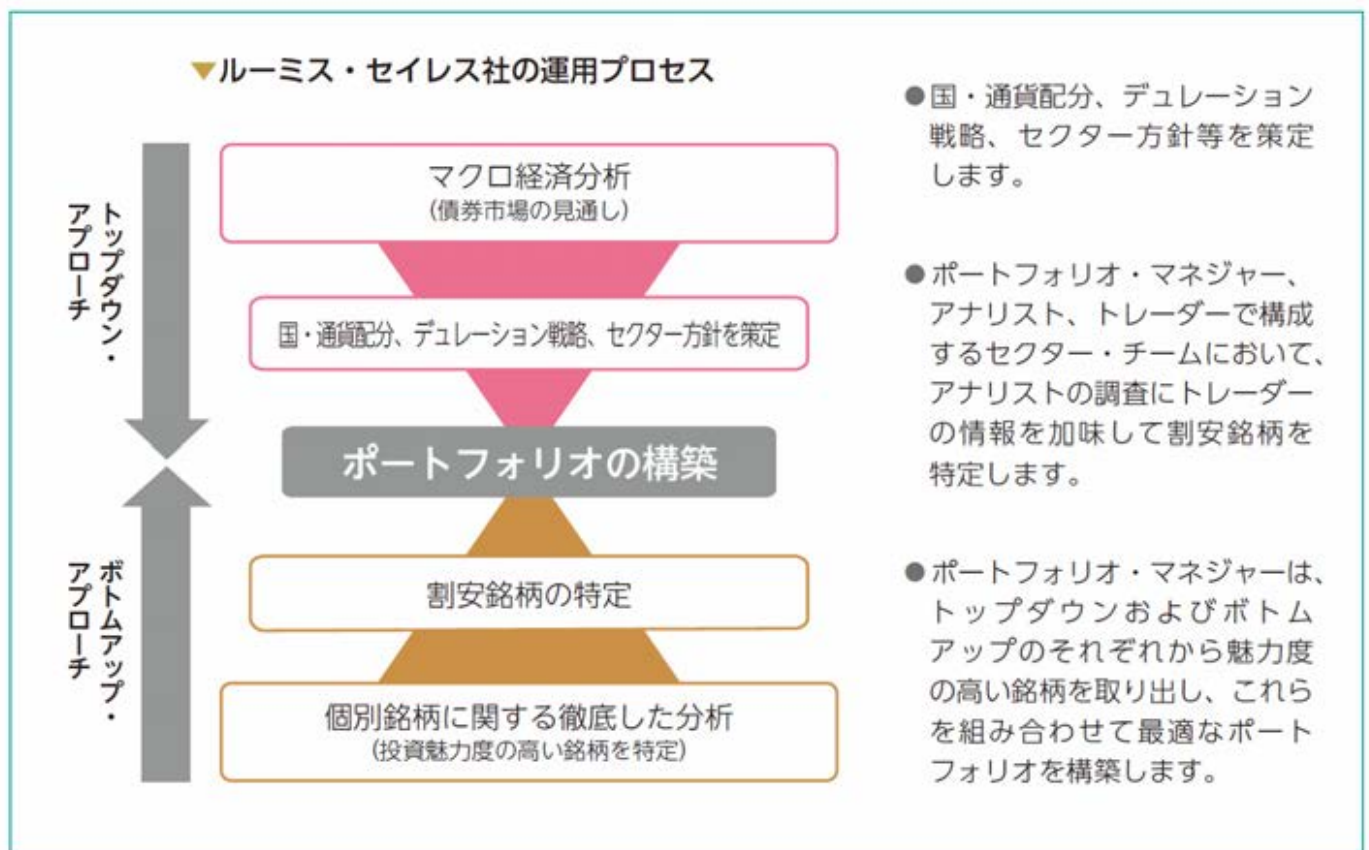 ▼ルーミス・セイレス社の運用プロセス
トップダウン・
アプローチ
マクロ経済分析
(債券市場の見通し)
国・通貨配分、デュレーション戦略、セクター方針を策定
ポートフォリオの構築
ボトムアップ・
アプローチ
割安銘柄の特定
個別銘柄に関する徹底した分析
(投資魅力度の高い銘柄を特定)
●国・通貨配分、デュレーション
戦略、セクター方針等を策定
します。
●ポートフォリオ・マネジャー、
アナリスト、トレーダーで構成
するセクター・チームにおいて、
アナリストの調査にトレーダー
の情報を加味して割安銘柄を
特定します。
●ポートフォリオ・マネジャーは、
トップダウンおよびボトム
アップのそれぞれから魅力度
の高い銘柄を取り出し、これら
を組み合わせて最適なポート
フォリオを構築します。